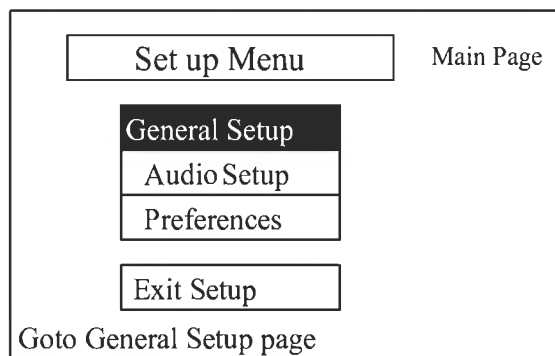 Set up Menu Main Page
General Setup
Audio Setup
Preferences
Exit Setup
Goto General Setup page